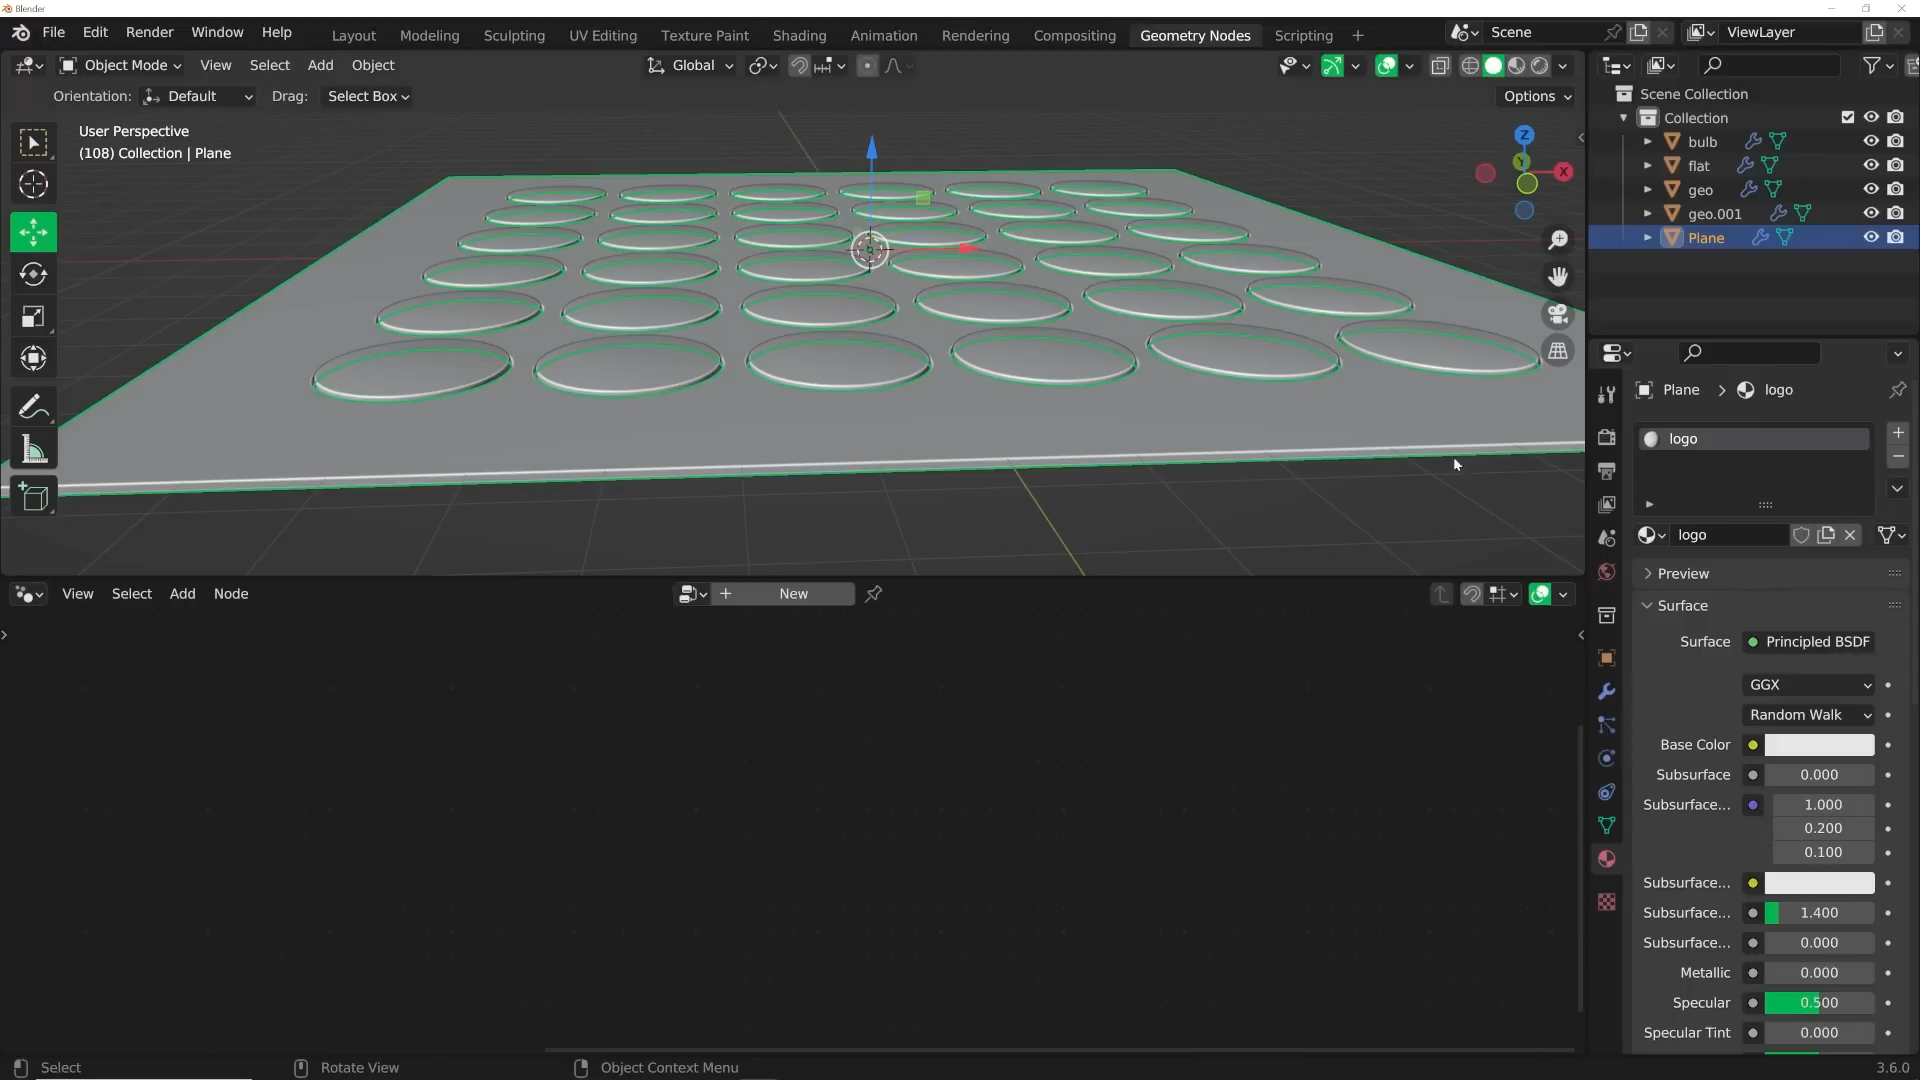 Blender
File Edit Render Window Help
Layout Modeling Sculpting UV Editing Texture Paint Shading Animation Rendering Compositing Geometry Nodes Scripting +
Scene
ViewLayer
Object Mode View Select Add Object
Global
Orientation: Default Drag: Select Box
Options
User Perspective
(108) Collection | Plane
Z
Y
X
Scene Collection
Collection
bulb
flat
geo
geo.001
Plane
Plane > logo
logo
logo
Preview
Surface
Surface Principled BSDF
GGX
Random Walk
Base Color
Subsurface 0.000
Subsurface... 1.000
0.200
0.100
Subsurface...
Subsurface... 1.400
Subsurface... 0.000
Metallic 0.000
Specular 0.500
Specular Tint 0.000
View Select Add Node
+ New
Select
Rotate View
Object Context Menu
3.6.0